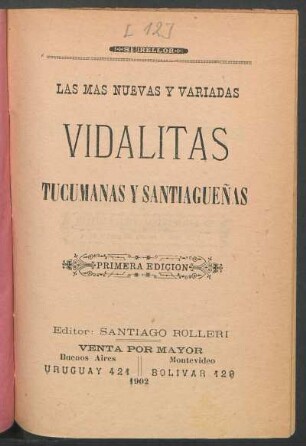 [ 127
LAS MAS NUEVAS Y VARIADAS
VIDALITAS
TUCUMANAS Y SANTIAGUEÑAS
PRIMERA EDICION
Editor: SANTIAGO ROLLERI
VENTA POR MAYOR
Buenos Aires Montevideo
URUGUAY 421 BOLIVAR 129
1902